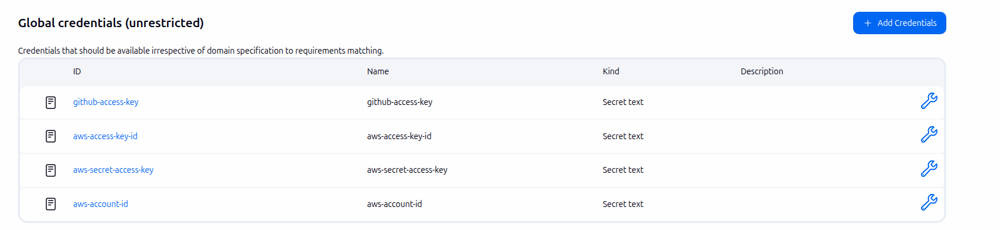 Global credentials (unrestricted)
+ Add Credentials
Credentials that should be available irrespective of domain specification to requirements matching.
ID Name Kind Description
github-access-key github-access-key Secret text
aws-access-key-id aws-access-key-id Secret text
aws-secret-access-key aws-secret-access-key Secret text
aws-account-id aws-account-id Secret text